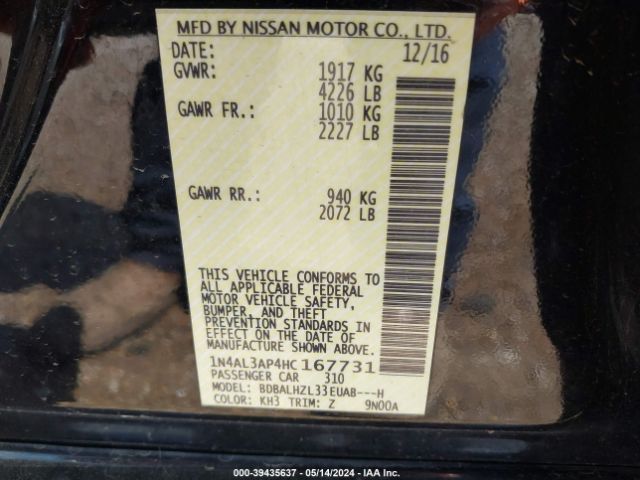 MFD BY NISSAN MOTOR CO., LTD.
DATE: 12/16
GVWR: 1917 KG
4226 LB
GAWR FR.: 1010 KG
2227 LB
GAWR RR.: 940 KG
2072 LB
THIS VEHICLE CONFORMS TO
ALL APPLICABLE FEDERAL
MOTOR VEHICLE SAFETY,
BUMPER, AND THEFT
PREVENTION STANDARDS IN
EFFECT ON THE DATE OF
MANUFACTURE SHOWN ABOVE.
1N4AL3AP4HC167731
PASSENGER CAR 310
MODEL: BDBALHZL33EUAB---H
COLOR: KH3 TRIM: Z 9N00A
© - 39435637 - 05/14/2024 - IAA Inc.